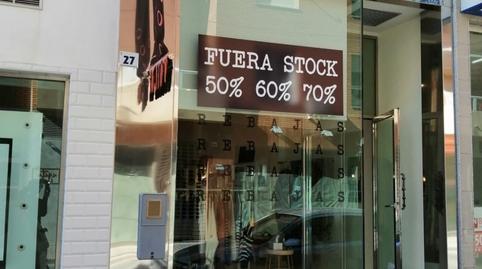 FUERA STOCK
50% 60% 70%
27
REBAJAS
REBAJAS
REBAJAS
REBAJAS